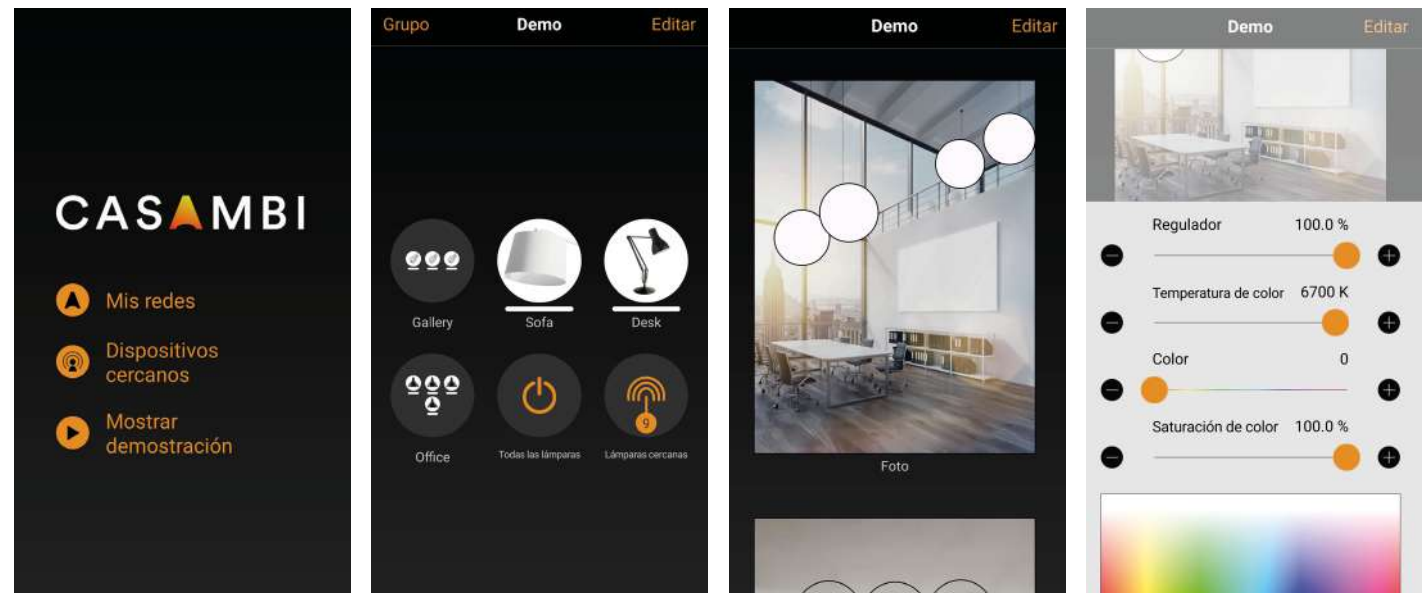 CASAMBI
Mis redes
Dispositivos
cercanos
Mostrar
demostración
Grupo Demo Editar
Gallery Sofa Desk
9
Office Todas las lámparas Lámparas cercanas
Demo Editar
Foto
Demo Editar
Regulador 100.0 %
Temperatura de color 6700 K
Color 0
Saturación de color 100.0 %